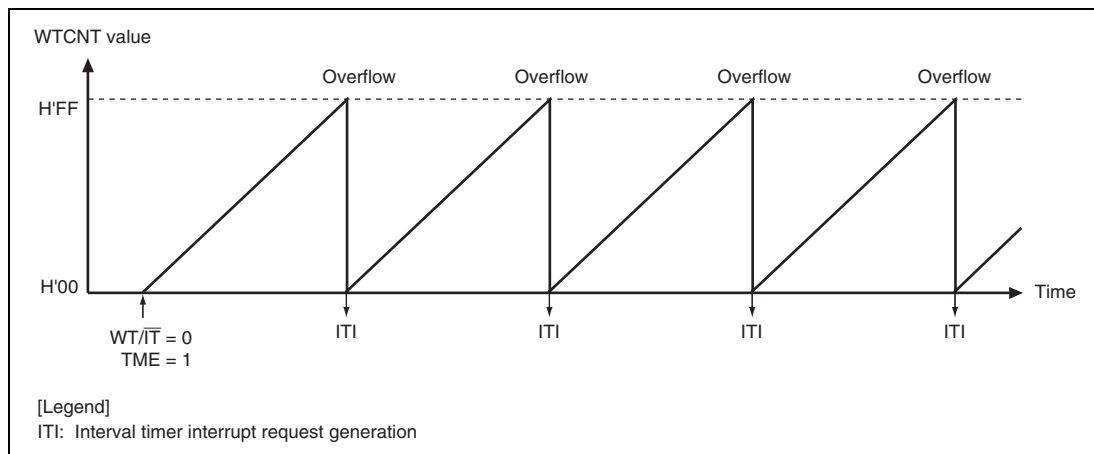 WTCNT value
Overflow Overflow Overflow Overflow
H'FF
H'00
Time
WT/I̅T̅ = 0
TME = 1
ITI ITI ITI ITI
[Legend]
ITI: Interval timer interrupt request generation